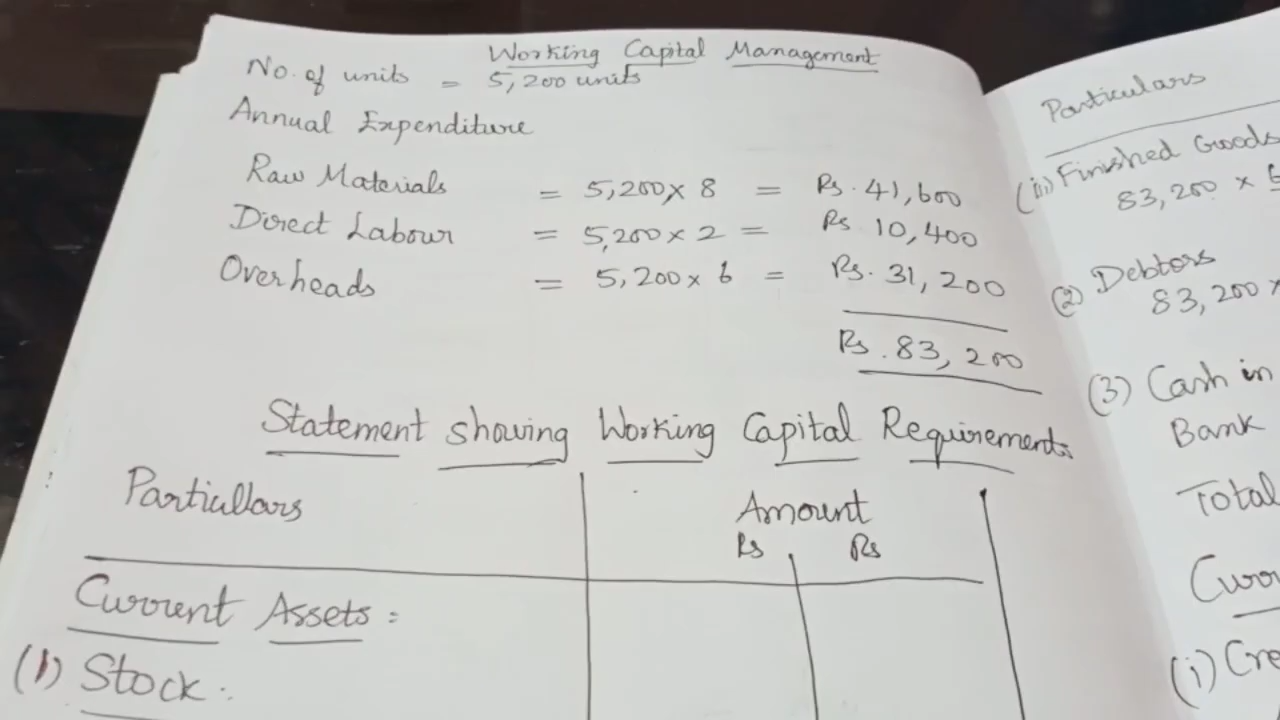 Working Capital Management
No. of units = 5,200 units
Annual Expenditure
Raw Materials = 5,200 x 8 = Rs. 41,600
Direct Labour = 5,200 x 2 = Rs 10,400
Overheads = 5,200 x 6 = Rs. 31,200
Rs. 83,200
Statement showing Working Capital Requirements
Particullars Amount
Rs Rs
Current Assets :
(1) Stock :
Particulars
(iii) Finished Goods
83,200 x 6
(2) Debtors
83,200 x
(3) Cash in
Bank
Total